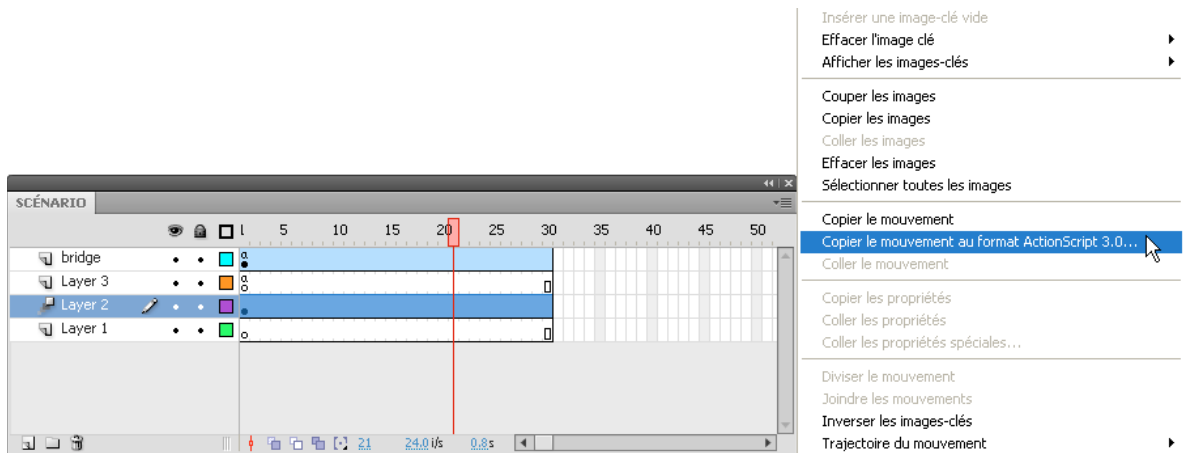 SCÉNARIO
1 5 10 15 20 25 30 35 40 45 50
bridge
Layer 3
Layer 2
Layer 1
21 24.0 i/s 0.8s
Insérer une image-clé vide
Effacer l'image clé
Afficher les images-clés
Couper les images
Copier les images
Coller les images
Effacer les images
Sélectionner toutes les images
Copier le mouvement
Copier le mouvement au format ActionScript 3.0...
Coller le mouvement
Copier les propriétés
Coller les propriétés
Coller les propriétés spéciales...
Diviser le mouvement
Joindre les mouvements
Inverser les images-clés
Trajectoire du mouvement